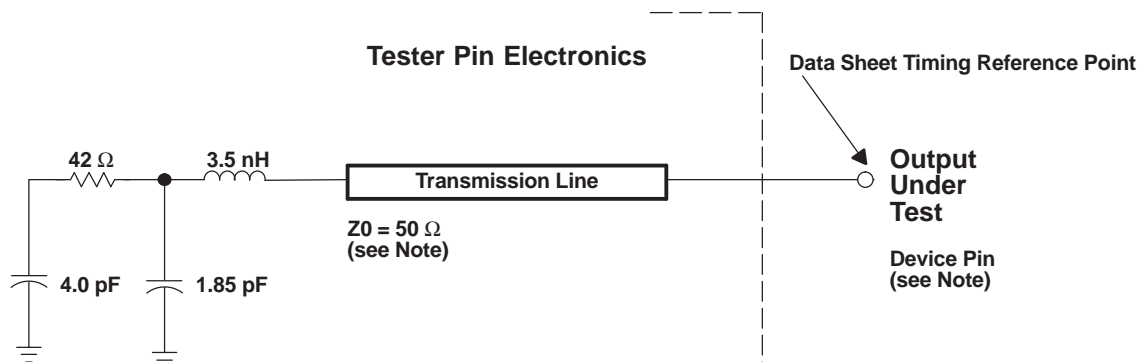 Tester Pin Electronics
Data Sheet Timing Reference Point
42 Ω
3.5 nH
Transmission Line
Output
Under
Test
Z0 = 50 Ω
(see Note)
Device Pin
(see Note)
4.0 pF
1.85 pF